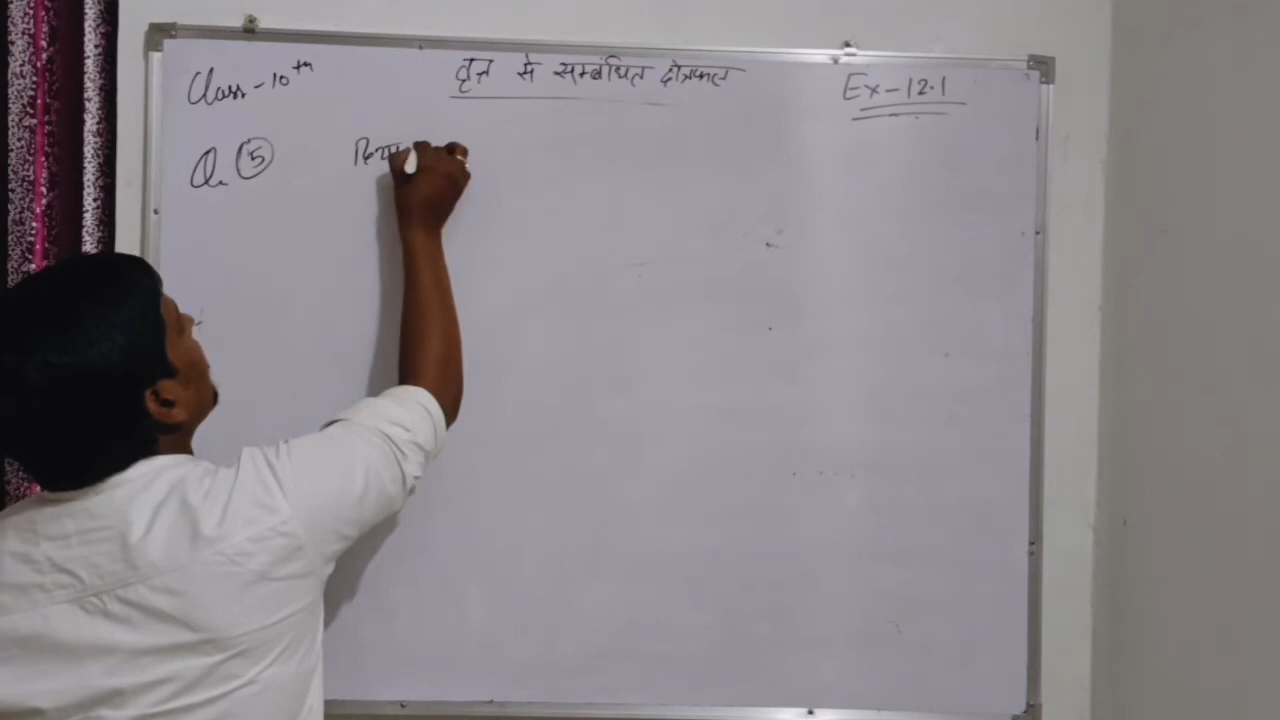 Class - 10th
वृत्त से सम्बंधित क्षेत्रफल
Ex - 12.1
Q. 5